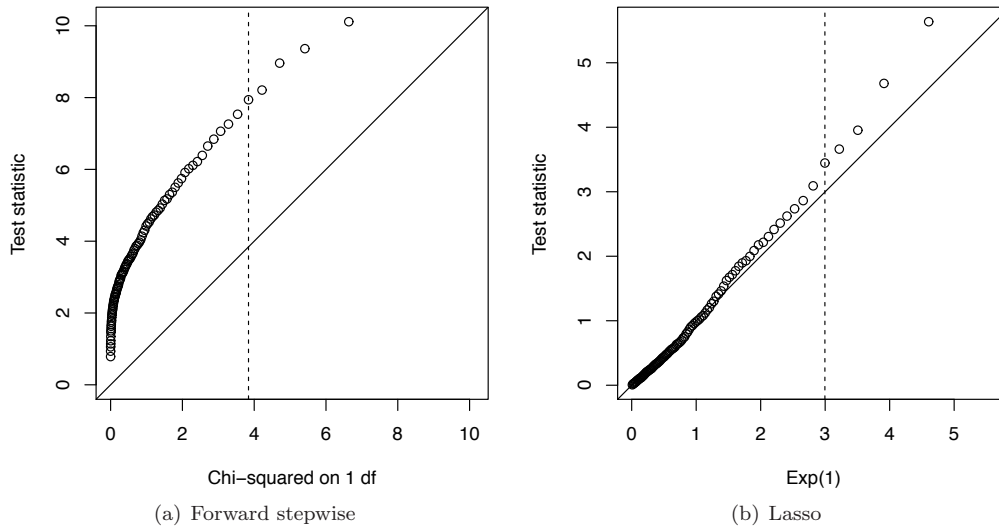 10
8
6
4
2
0
Test statistic
0 2 4 6 8 10
Chi−squared on 1 df
(a) Forward stepwise
5
4
3
2
1
0
Test statistic
0 1 2 3 4 5
Exp(1)
(b) Lasso